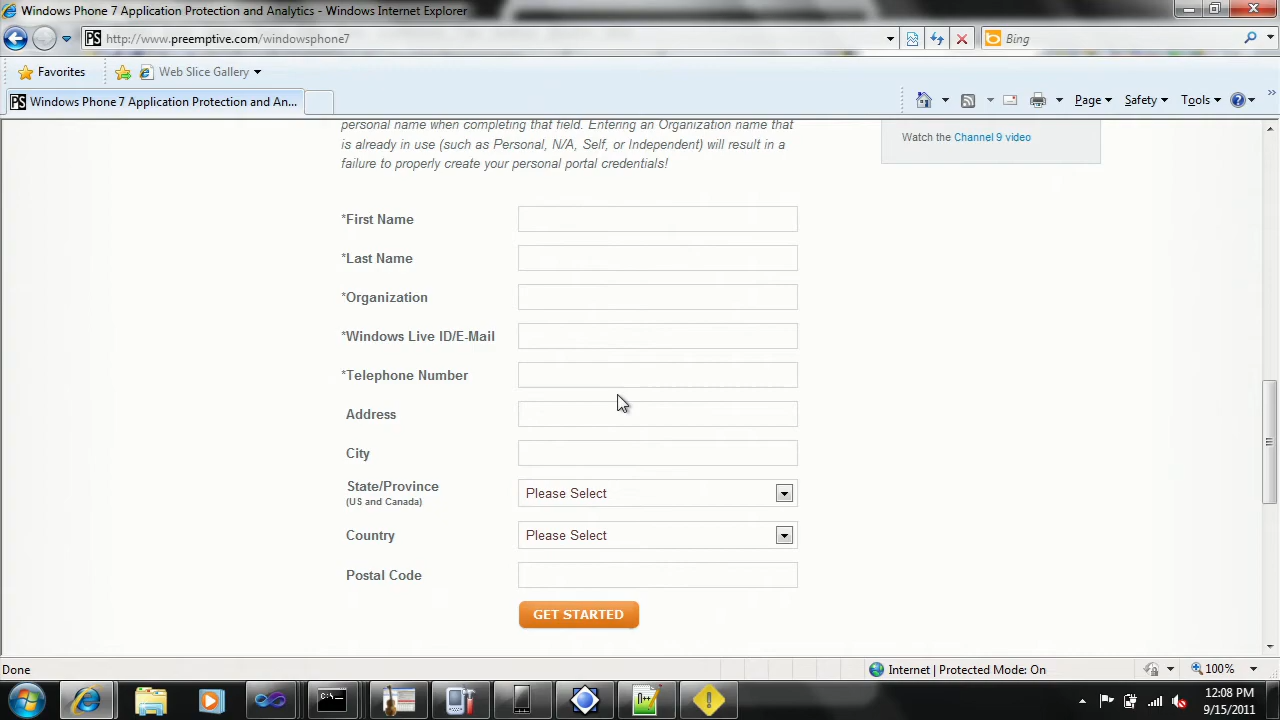 Windows Phone 7 Application Protection and Analytics - Windows Internet Explorer
PS http://www.preemptive.com/windowsphone7
Bing
Favorites
Web Slice Gallery
PS Windows Phone 7 Application Protection and An...
Page
Safety
Tools
personal name when completing that field. Entering an Organization name that
is already in use (such as Personal, N/A, Self, or Independent) will result in a
failure to properly create your personal portal credentials!
Watch the Channel 9 video
*First Name
*Last Name
*Organization
*Windows Live ID/E-Mail
*Telephone Number
Address
City
State/Province
(US and Canada)
Please Select
Country
Please Select
Postal Code
GET STARTED
Done
Internet | Protected Mode: On
100%
12:08 PM
9/15/2011